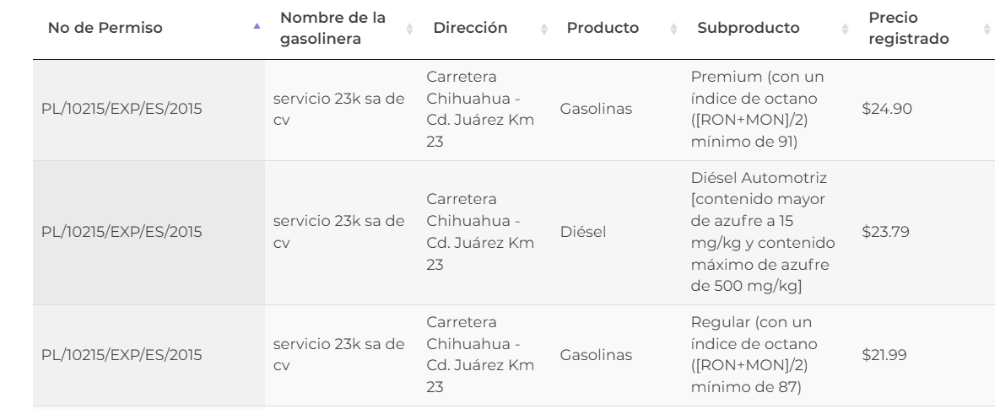 No de Permiso
Nombre de la
gasolinera
Dirección
Producto
Subproducto
Precio
registrado
PL/10215/EXP/ES/2015
servicio 23k sa de
cv
Carretera
Chihuahua -
Cd. Juárez Km
23
Gasolinas
Premium (con un
índice de octano
([RON+MON]/2)
mínimo de 91)
$24.90
PL/10215/EXP/ES/2015
servicio 23k sa de
cv
Carretera
Chihuahua -
Cd. Juárez Km
23
Diésel
Diésel Automotriz
[contenido mayor
de azufre a 15
mg/kg y contenido
máximo de azufre
de 500 mg/kg]
$23.79
PL/10215/EXP/ES/2015
servicio 23k sa de
cv
Carretera
Chihuahua -
Cd. Juárez Km
23
Gasolinas
Regular (con un
índice de octano
([RON+MON]/2)
mínimo de 87)
$21.99